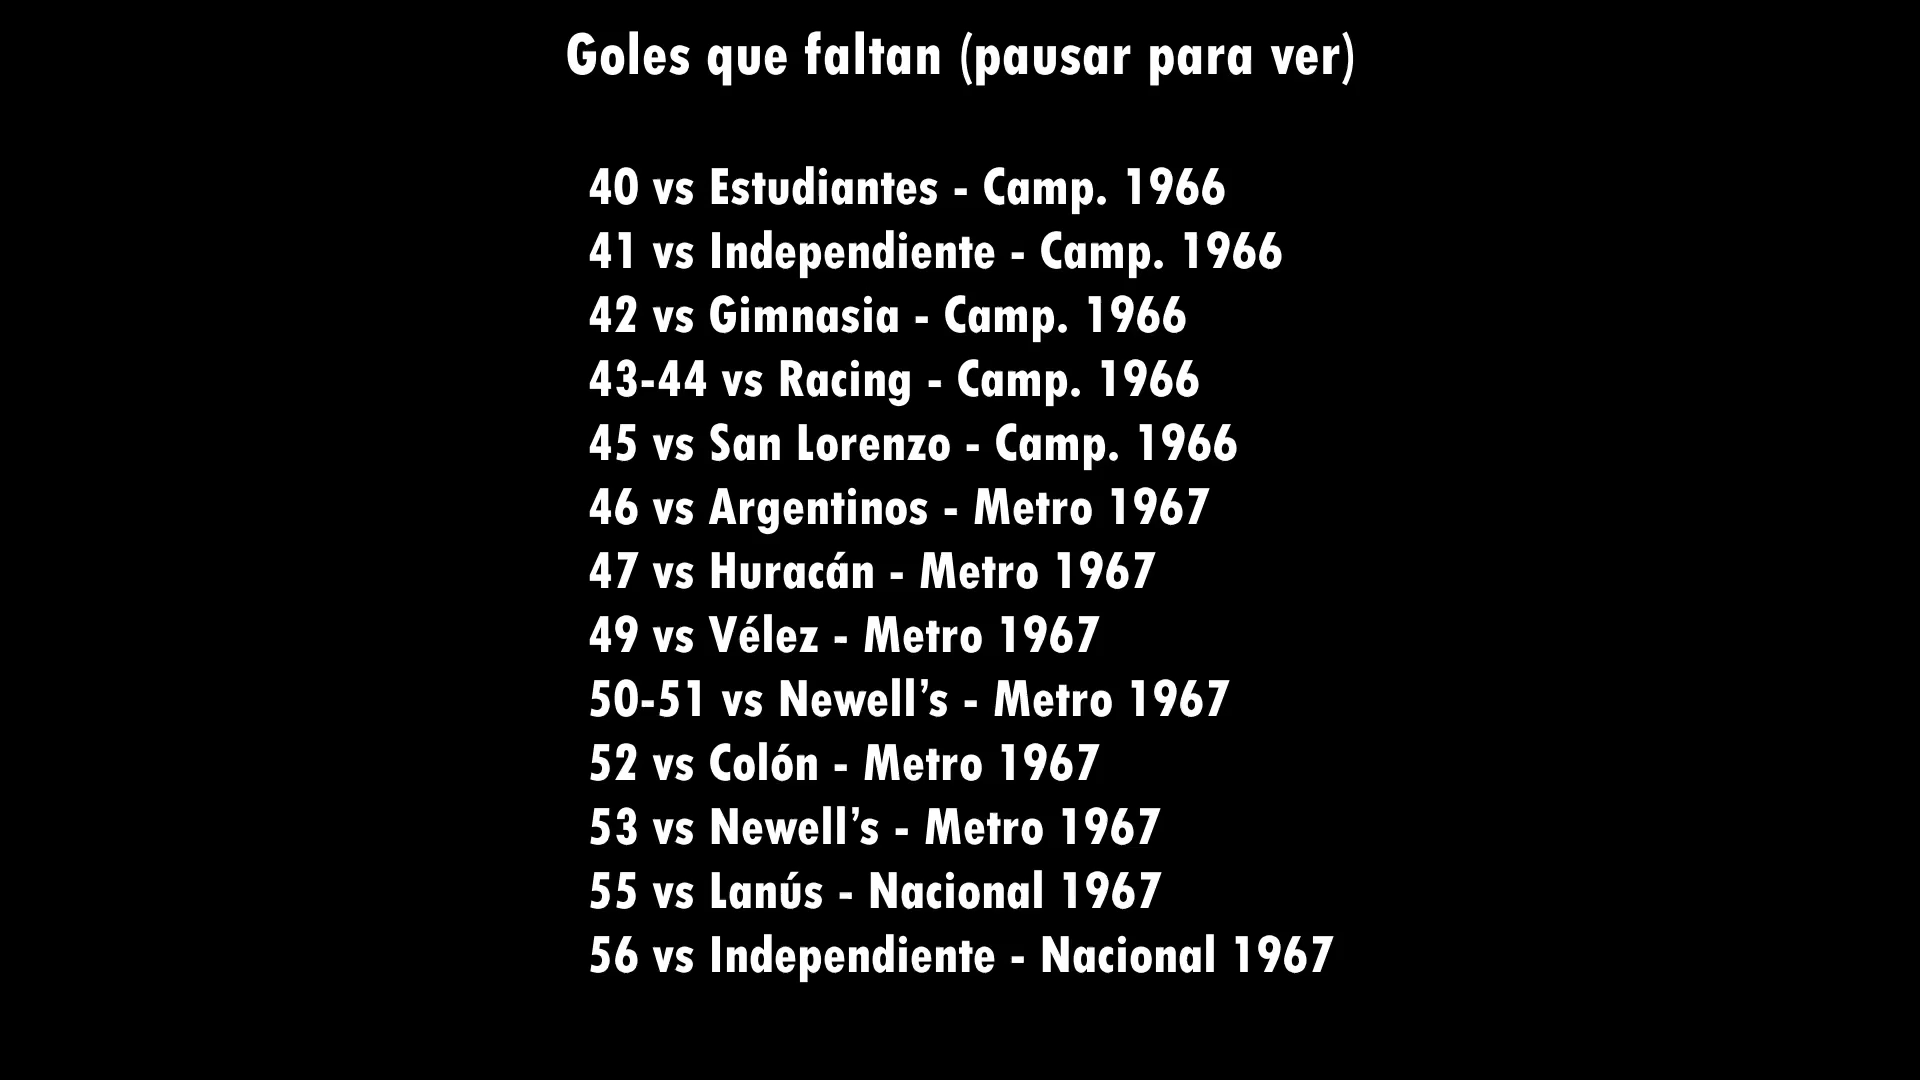 Goles que faltan (pausar para ver)
40 vs Estudiantes - Camp. 1966
41 vs Independiente - Camp. 1966
42 vs Gimnasia - Camp. 1966
43-44 vs Racing - Camp. 1966
45 vs San Lorenzo - Camp. 1966
46 vs Argentinos - Metro 1967
47 vs Huracán - Metro 1967
49 vs Vélez - Metro 1967
50-51 vs Newell’s - Metro 1967
52 vs Colón - Metro 1967
53 vs Newell’s - Metro 1967
55 vs Lanús - Nacional 1967
56 vs Independiente - Nacional 1967